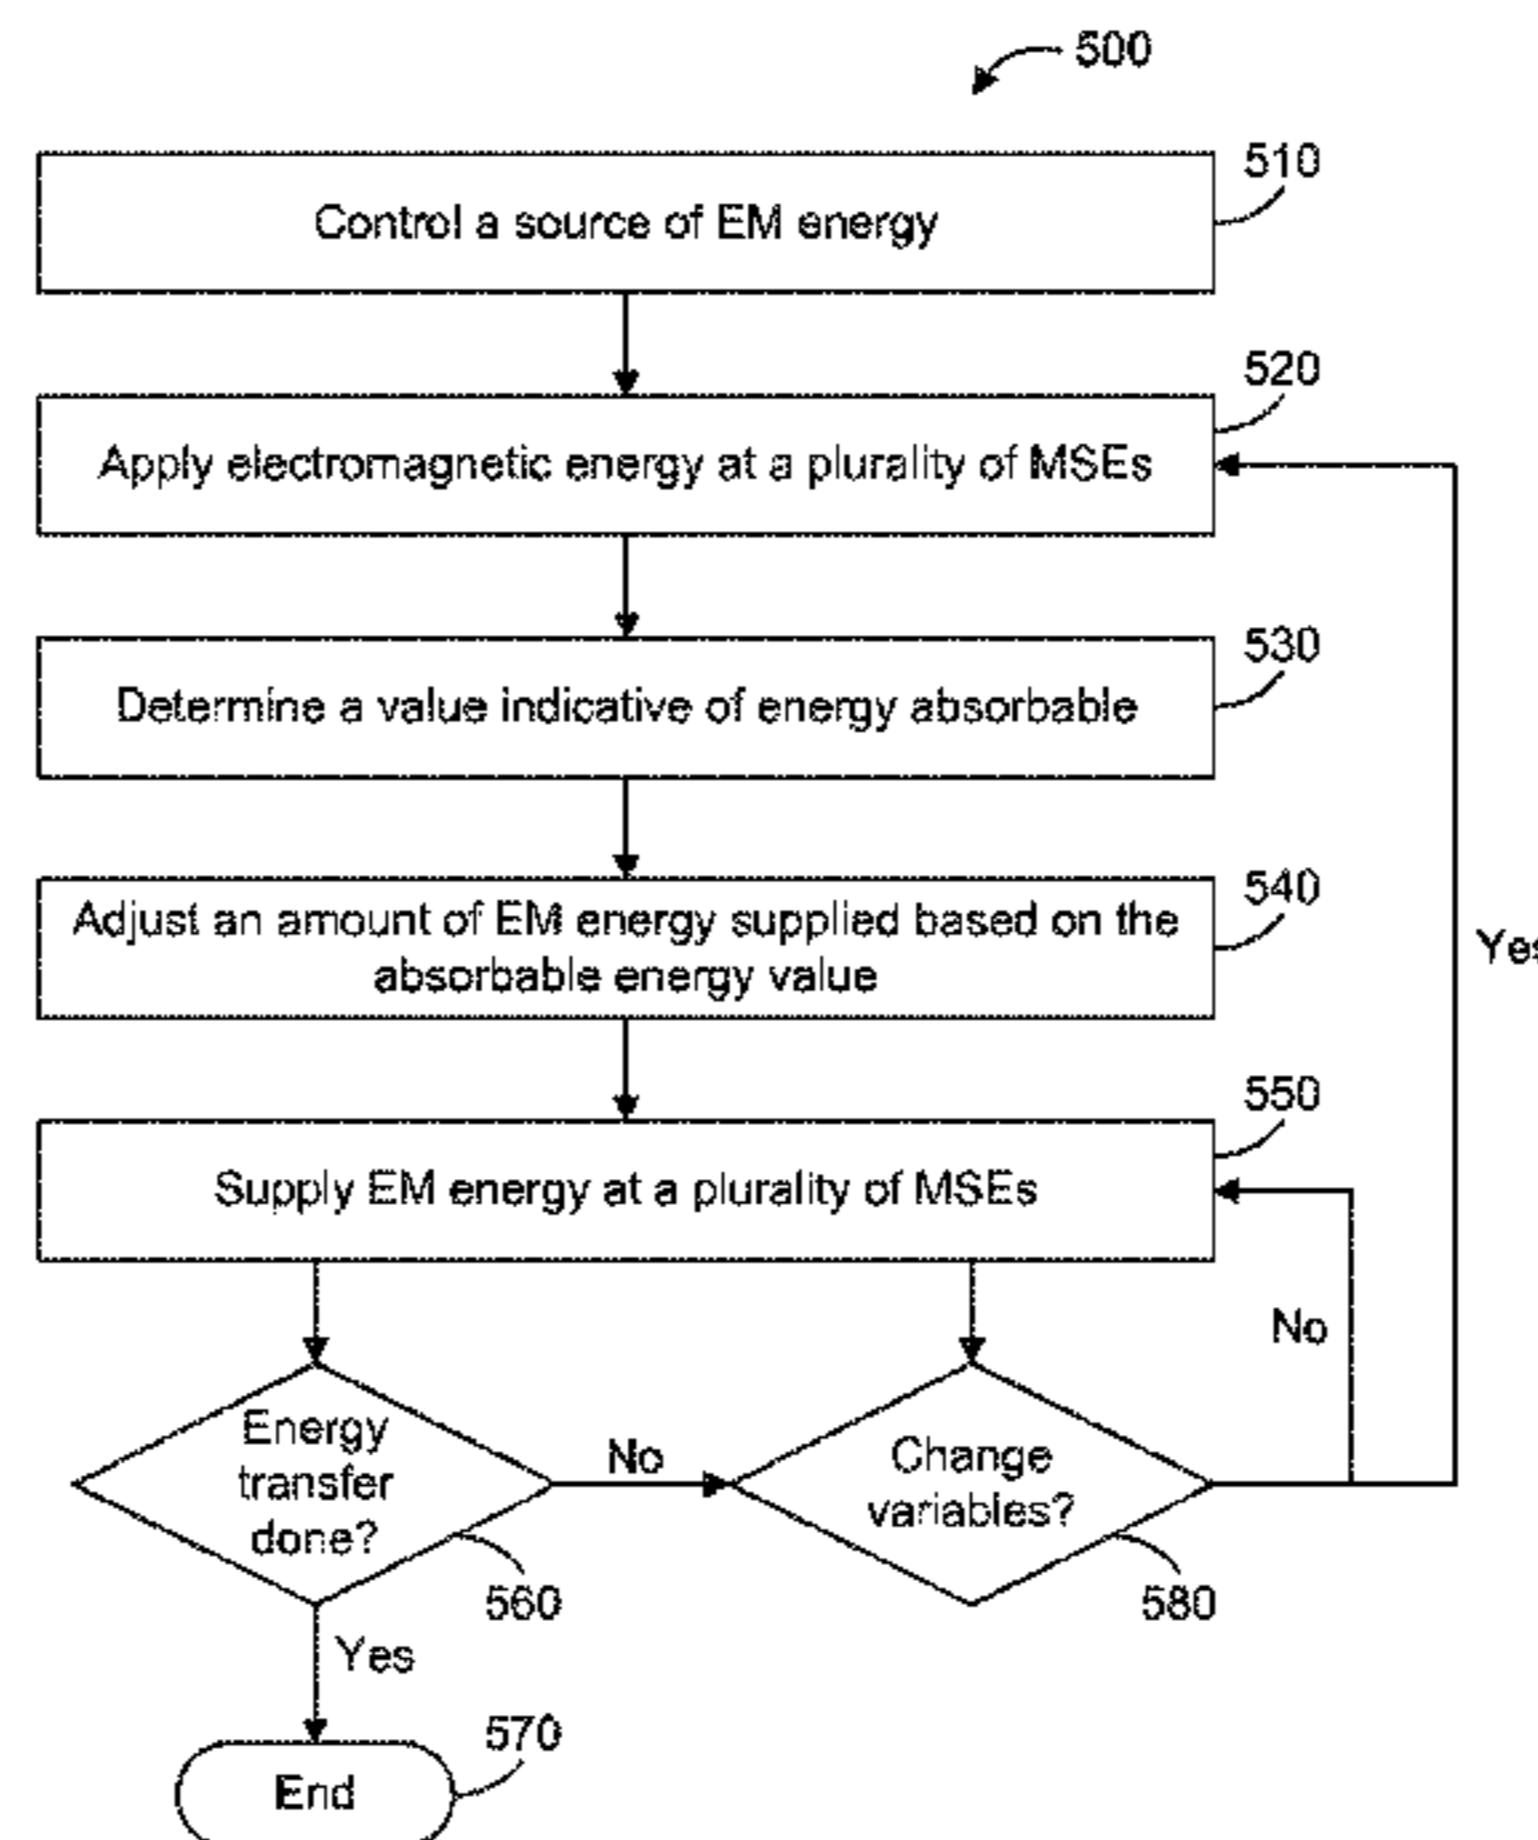 500
510
Control a source of EM energy
520
Apply electromagnetic energy at a plurality of MSEs
530
Determine a value indicative of energy absorbable
540
Adjust an amount of EM energy supplied based on the
absorbable energy value
Yes
550
Supply EM energy at a plurality of MSEs
No
Energy
transfer
done?
No
Change
variables?
560
580
Yes
570
End